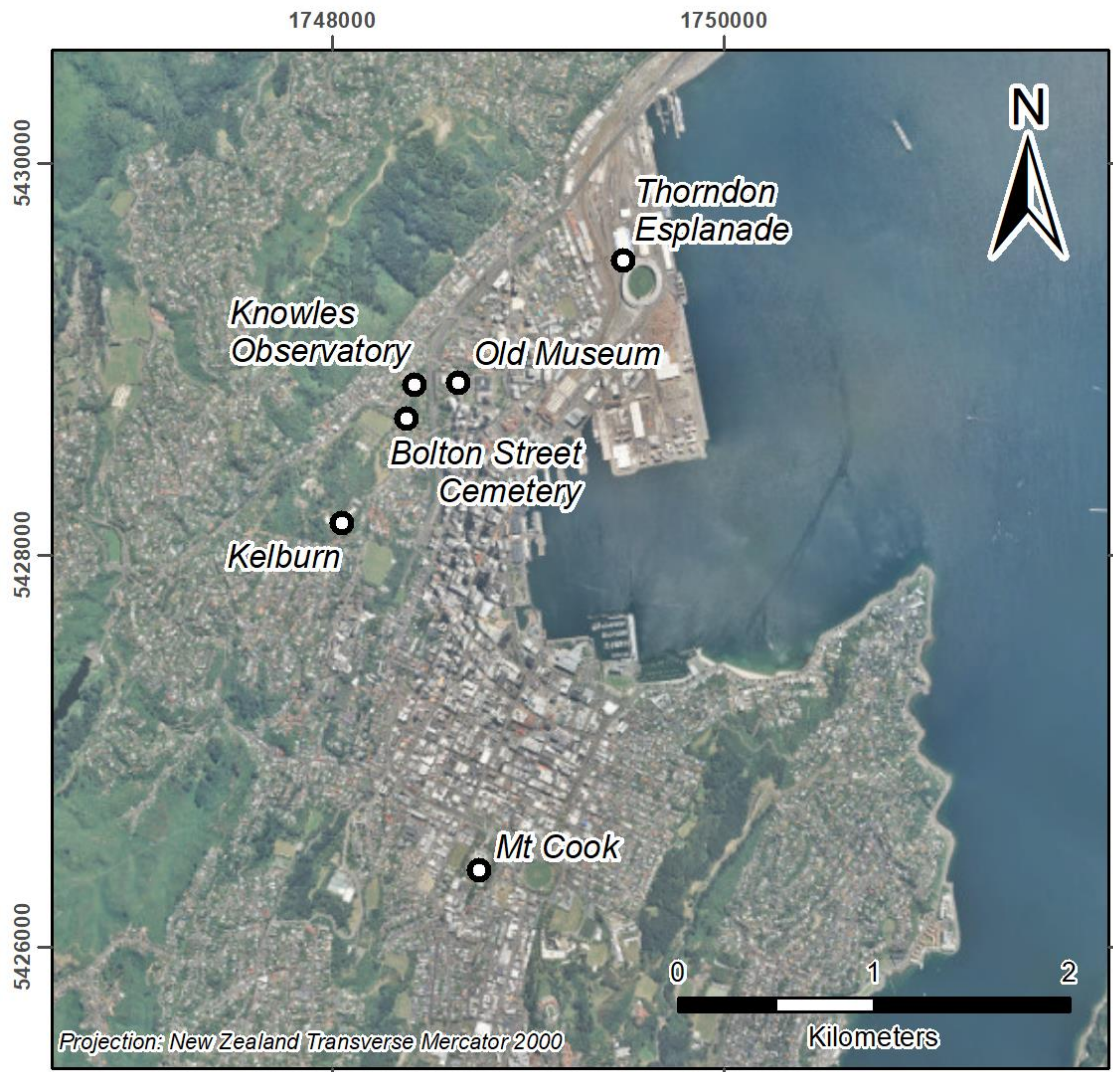 1748000
1750000
5430000
5428000
5426000
N
Thorndon
Esplanade
Knowles
Observatory
Old Museum
Bolton Street
Cemetery
Kelburn
Mt Cook
0 1 2
Kilometers
Projection: New Zealand Transverse Mercator 2000